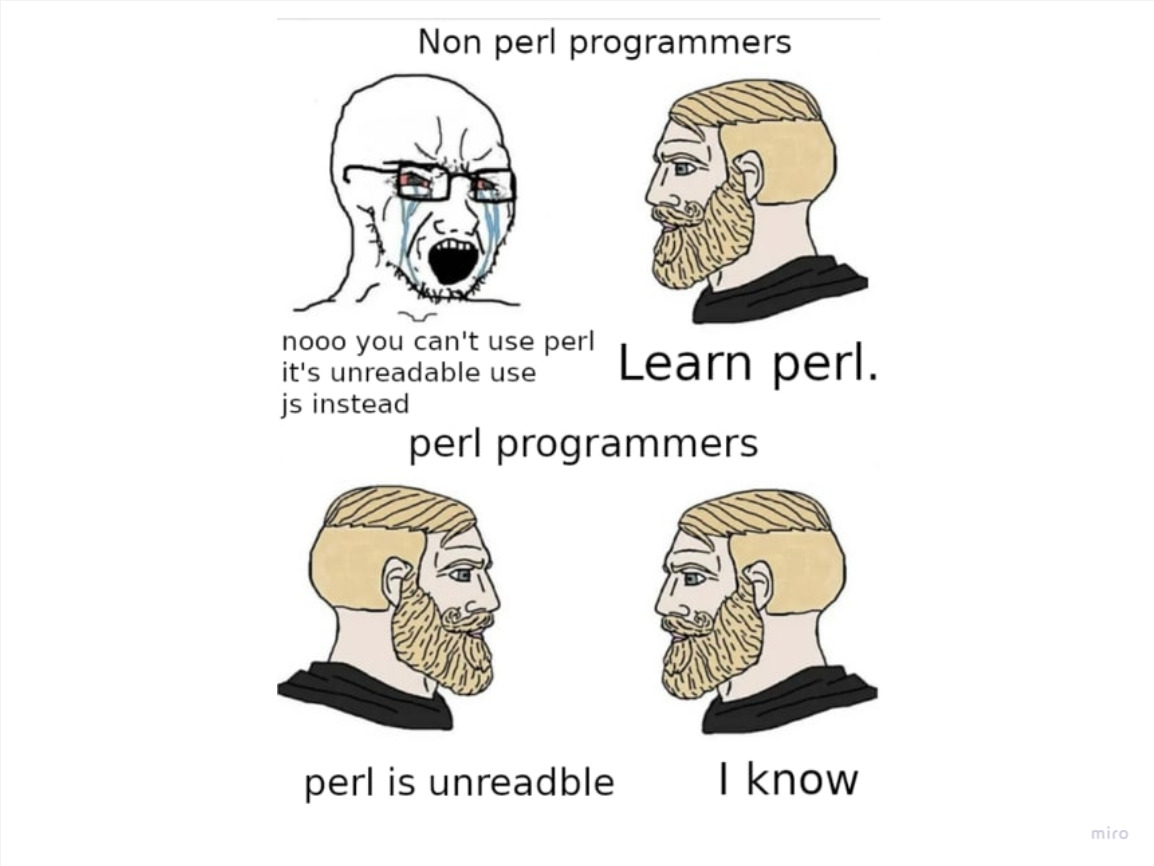 Non perl programmers
nooo you can't use perl
it's unreadable use
js instead
Learn perl.
perl programmers
perl is unreadble
I know
miro